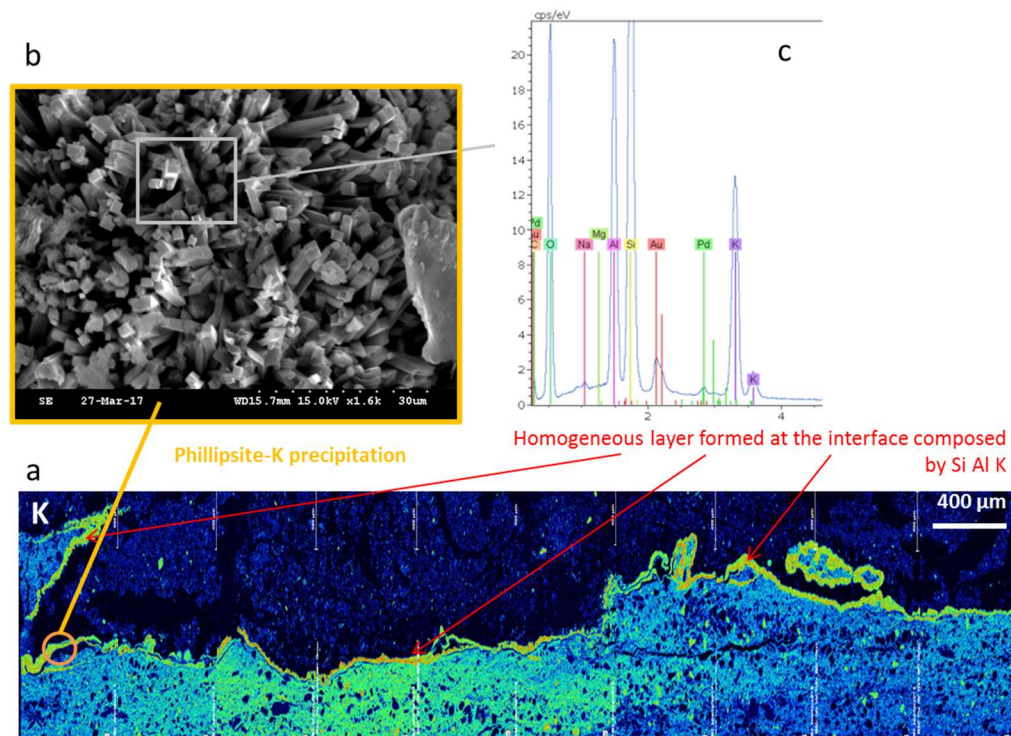 b
SE 27-Mar-17 WD15.7mm 15.0kV x1.6k 30um
cps/eV
c
20
18
16
14
12
10
8
6
4
2
0
Pd
Au
C O Na Mg Al Si Au Pd K
K
2 4
Phillipsite-K precipitation
Homogeneous layer formed at the interface composed
by Si Al K
a
K
400 µm